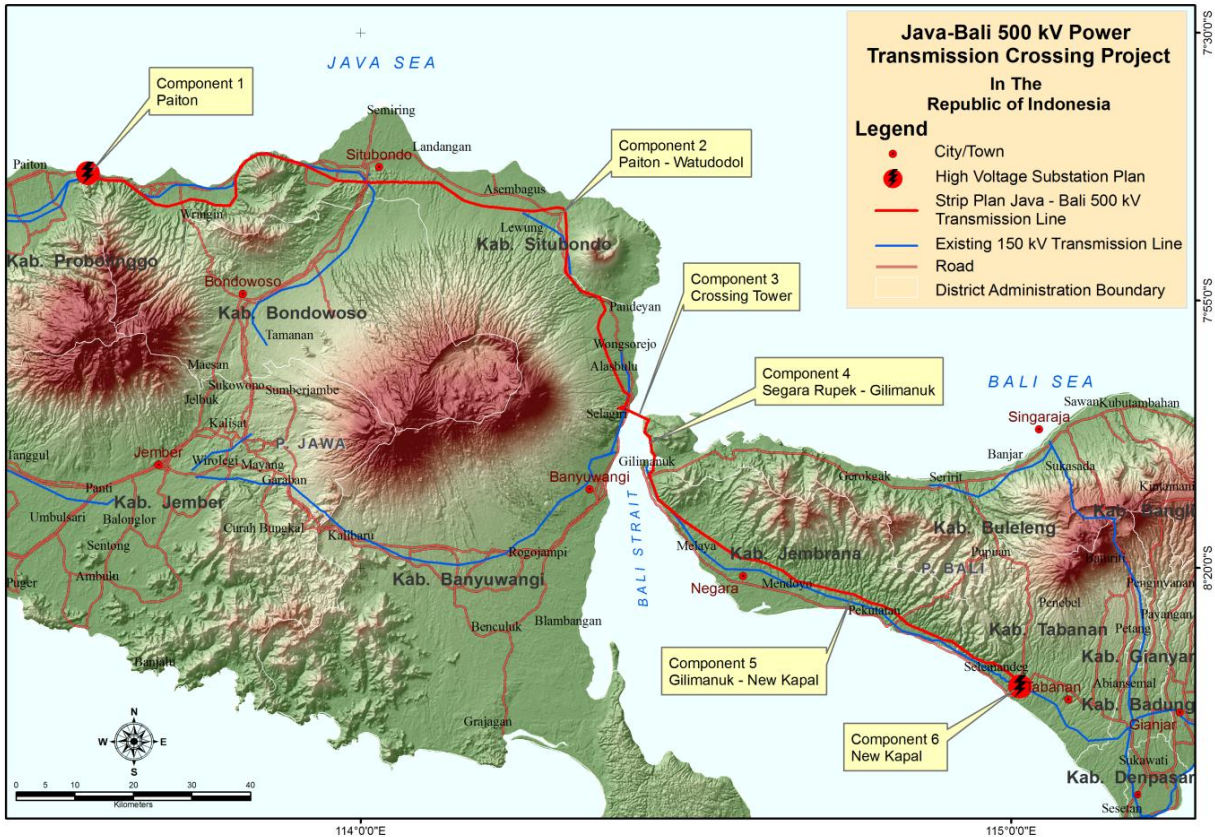 Java-Bali 500 kV Power
Transmission Crossing Project
In The
Republic of Indonesia
Legend
City/Town
High Voltage Substation Plan
Strip Plan Java - Bali 500 kV
Transmission Line
Existing 150 kV Transmission Line
Road
District Administration Boundary
7°30'0"S
7°55'0"S
8°20'0"S
114°0'0"E
115°0'0"E
JAVA SEA
BALI SEA
BALI STRAIT
Component 1
Paiton
Component 2
Paiton - Watudodol
Component 3
Crossing Tower
Component 4
Segara Rupek - Gilimanuk
Component 5
Gilimanuk - New Kapal
Component 6
New Kapal
Semiring
Paiton
Situbondo
Landangan
Asembagus
Wringin
Lewung
Kab. Situbondo
Kab. Probolinggo
Bondowoso
Kab. Bondowoso
Pandeyan
Tamanan
Wongsorejo
Maesan
Alasbulu
Sukowono
Sumberjambe
Jelbuk
Selagiri
Kalisat
P. JAWA
Tanggul
Jember
Wirolegi
Mayang
Garaban
Panti
Kab. Jember
Banyuwangi
Umbulsari
Balonglor
Curah Bungkal
Kalibaru
Sentong
Rogojampi
Puger
Ambulu
Kab. Banyuwangi
Benculuk
Blambangan
Banjalu
Grajagan
Gilimanuk
Sawan
Kubutambahan
Singaraja
Banjar
Sukasada
Gerokgak
Seririt
Kintamani
Kab. Bangli
Kab. Buleleng
Melaya
Kab. Jembrana
Pupuan
P. BALI
Baturiti
Negara
Mendoyo
Penginyanan
Pekutatan
Penebel
Payangan
Kab. Tabanan
Petang
Kab. Gianyar
Selemandeg
Tabanan
Abiansemal
Kab. Badung
Gianjar
Sukawati
Kab. Denpasar
Sesetan
N
W
E
S
0 5 10 20 30 40
Kilometers